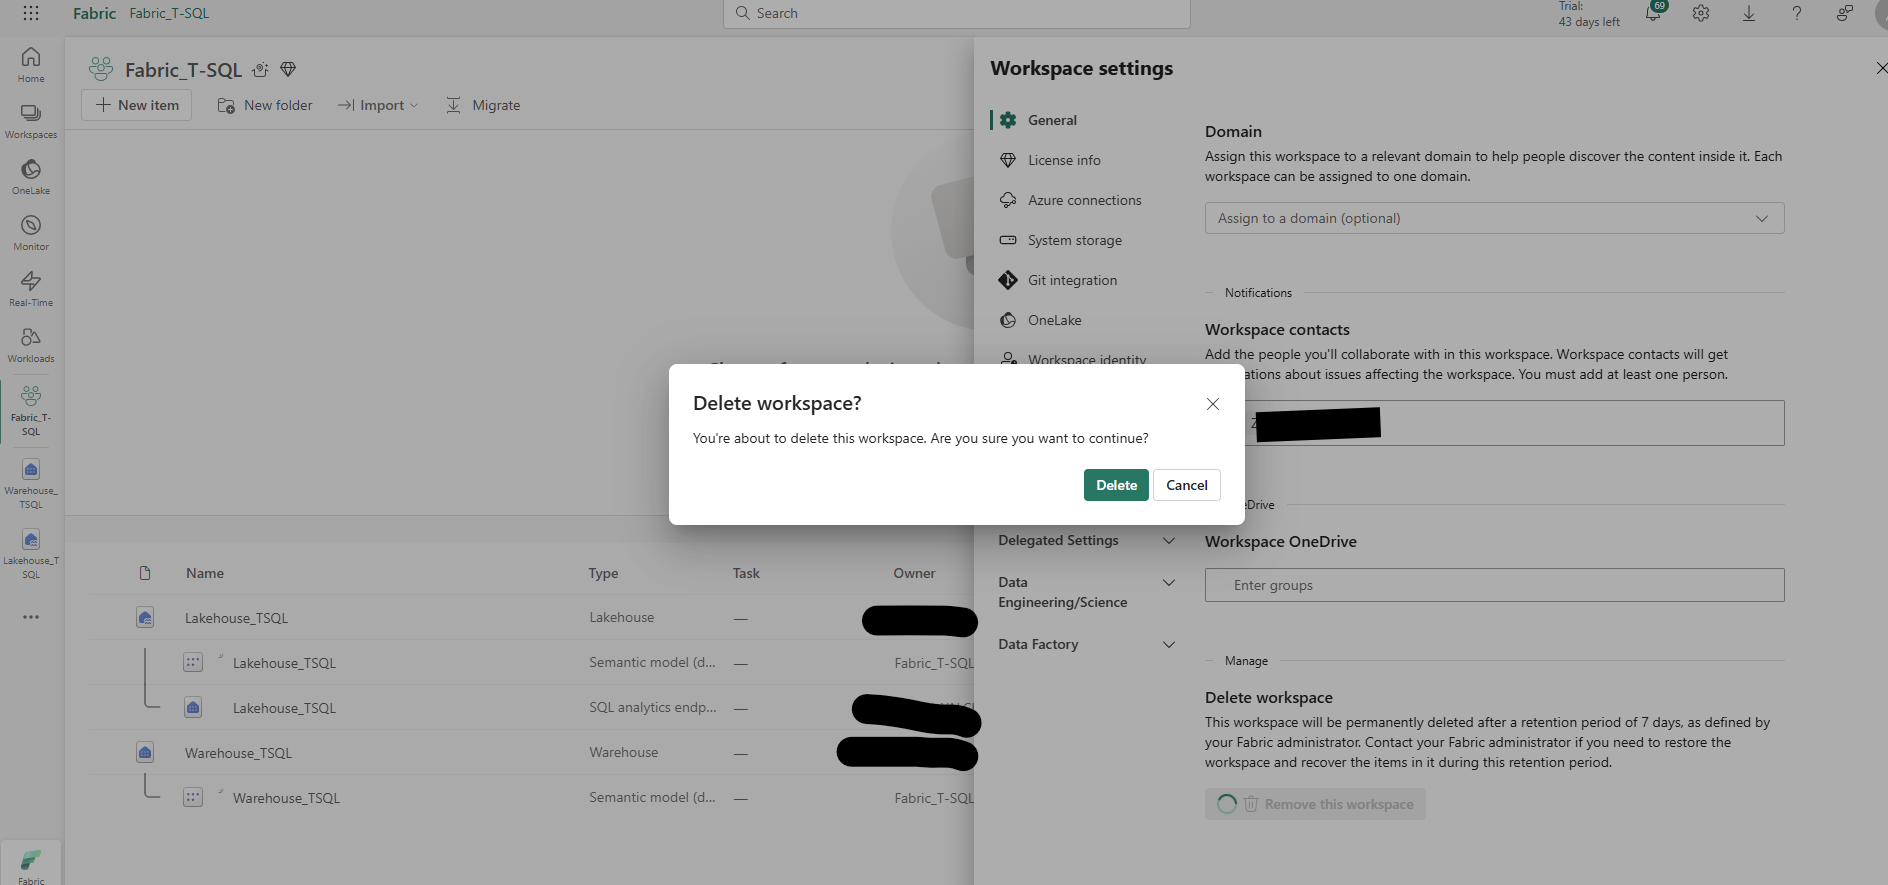 Fabric Fabric_T-SQL
Search
Trial:
43 days left
69
Home
Workspaces
OneLake
Monitor
Real-Time
Workloads
Fabric_T-
SQL
Warehouse_
TSQL
Lakehouse_T
SQL
Fabric
Fabric_T-SQL
New item
New folder
Import
Migrate
Name Type Task Owner
Lakehouse_TSQL Lakehouse —
Lakehouse_TSQL Semantic model (d... — Fabric_T-SQL
Lakehouse_TSQL SQL analytics endp... —
Warehouse_TSQL Warehouse —
Warehouse_TSQL Semantic model (d... — Fabric_T-SQL
Workspace settings
General
License info
Azure connections
System storage
Git integration
OneLake
Workspace identity
Delegated Settings
Data
Engineering/Science
Data Factory
Domain
Assign this workspace to a relevant domain to help people discover the content inside it. Each
workspace can be assigned to one domain.
Assign to a domain (optional)
Notifications
Workspace contacts
Add the people you'll collaborate with in this workspace. Workspace contacts will get
ations about issues affecting the workspace. You must add at least one person.
eDrive
Workspace OneDrive
Enter groups
Manage
Delete workspace
This workspace will be permanently deleted after a retention period of 7 days, as defined by
your Fabric administrator. Contact your Fabric administrator if you need to restore the
workspace and recover the items in it during this retention period.
Remove this workspace
Delete workspace?
You're about to delete this workspace. Are you sure you want to continue?
Delete
Cancel